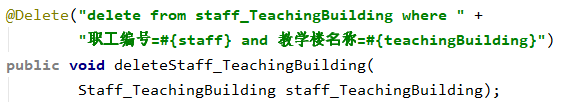 @Delete("delete from staff_TeachingBuilding where " +
"职工编号=#{staff} and 教学楼名称=#{teachingBuilding}")
public void deleteStaff_TeachingBuilding(
Staff_TeachingBuilding staff_TeachingBuilding);